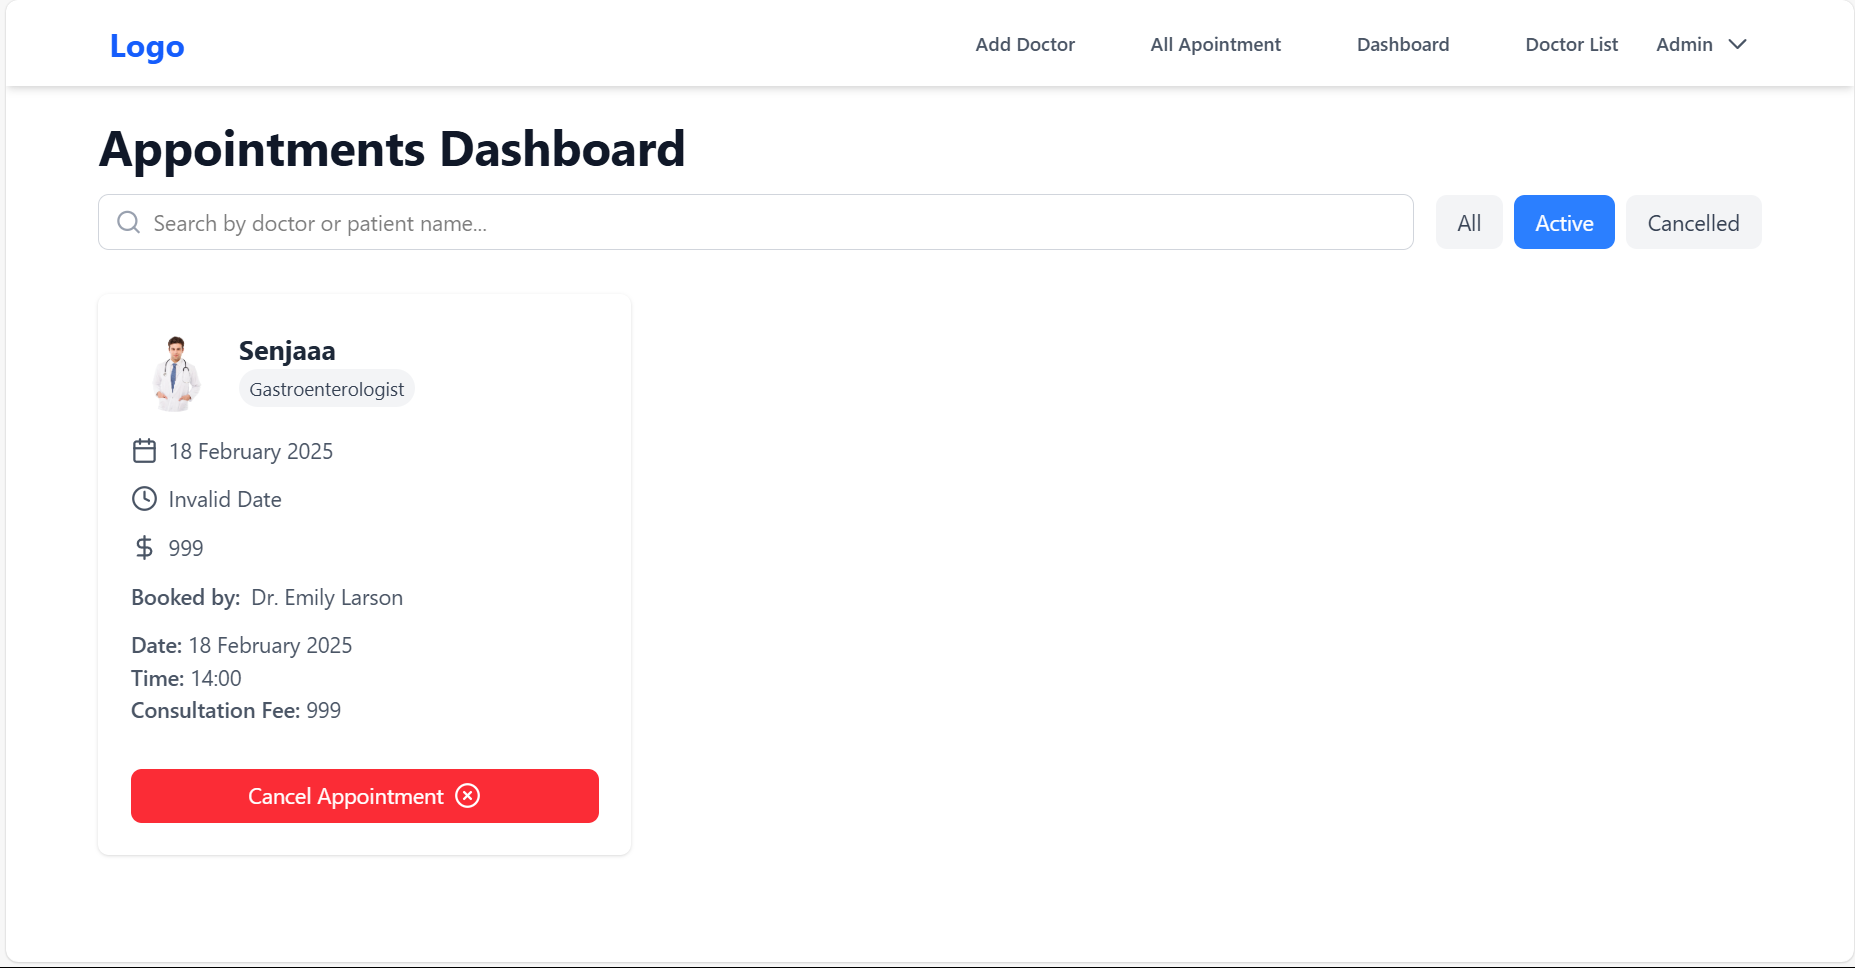 Logo
Add Doctor All Apointment Dashboard Doctor List Admin
Appointments Dashboard
Search by doctor or patient name...
All Active Cancelled
Senjaaa
Gastroenterologist
18 February 2025
Invalid Date
$ 999
Booked by: Dr. Emily Larson
Date: 18 February 2025
Time: 14:00
Consultation Fee: 999
Cancel Appointment